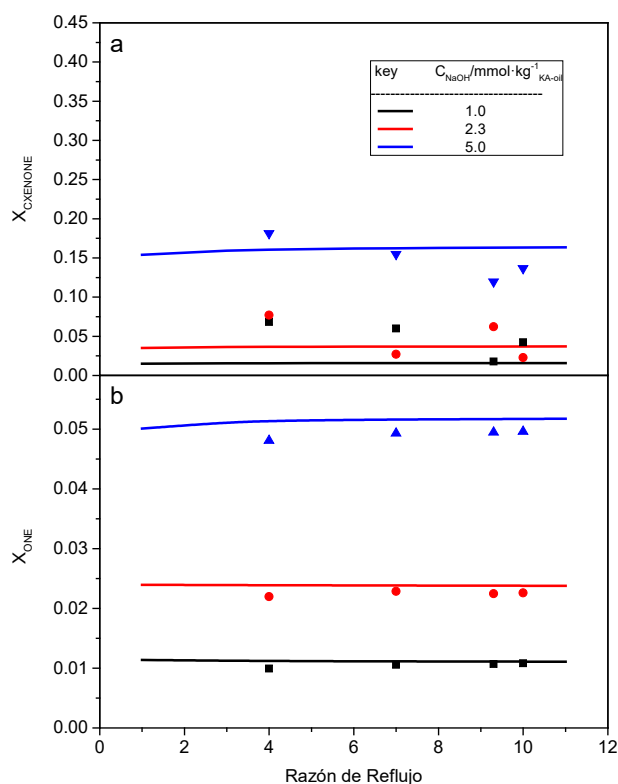 a
0.45
0.40
0.35
0.30
0.25
0.20
0.15
0.10
0.05
0.00
X_CXENONE
key C_NaOH/mmol·kg⁻¹_KA-oil
------------------------------------
1.0
2.3
5.0
b
0.05
0.04
0.03
0.02
0.01
0.00
X_ONE
0 2 4 6 8 10 12
Razón de Reflujo